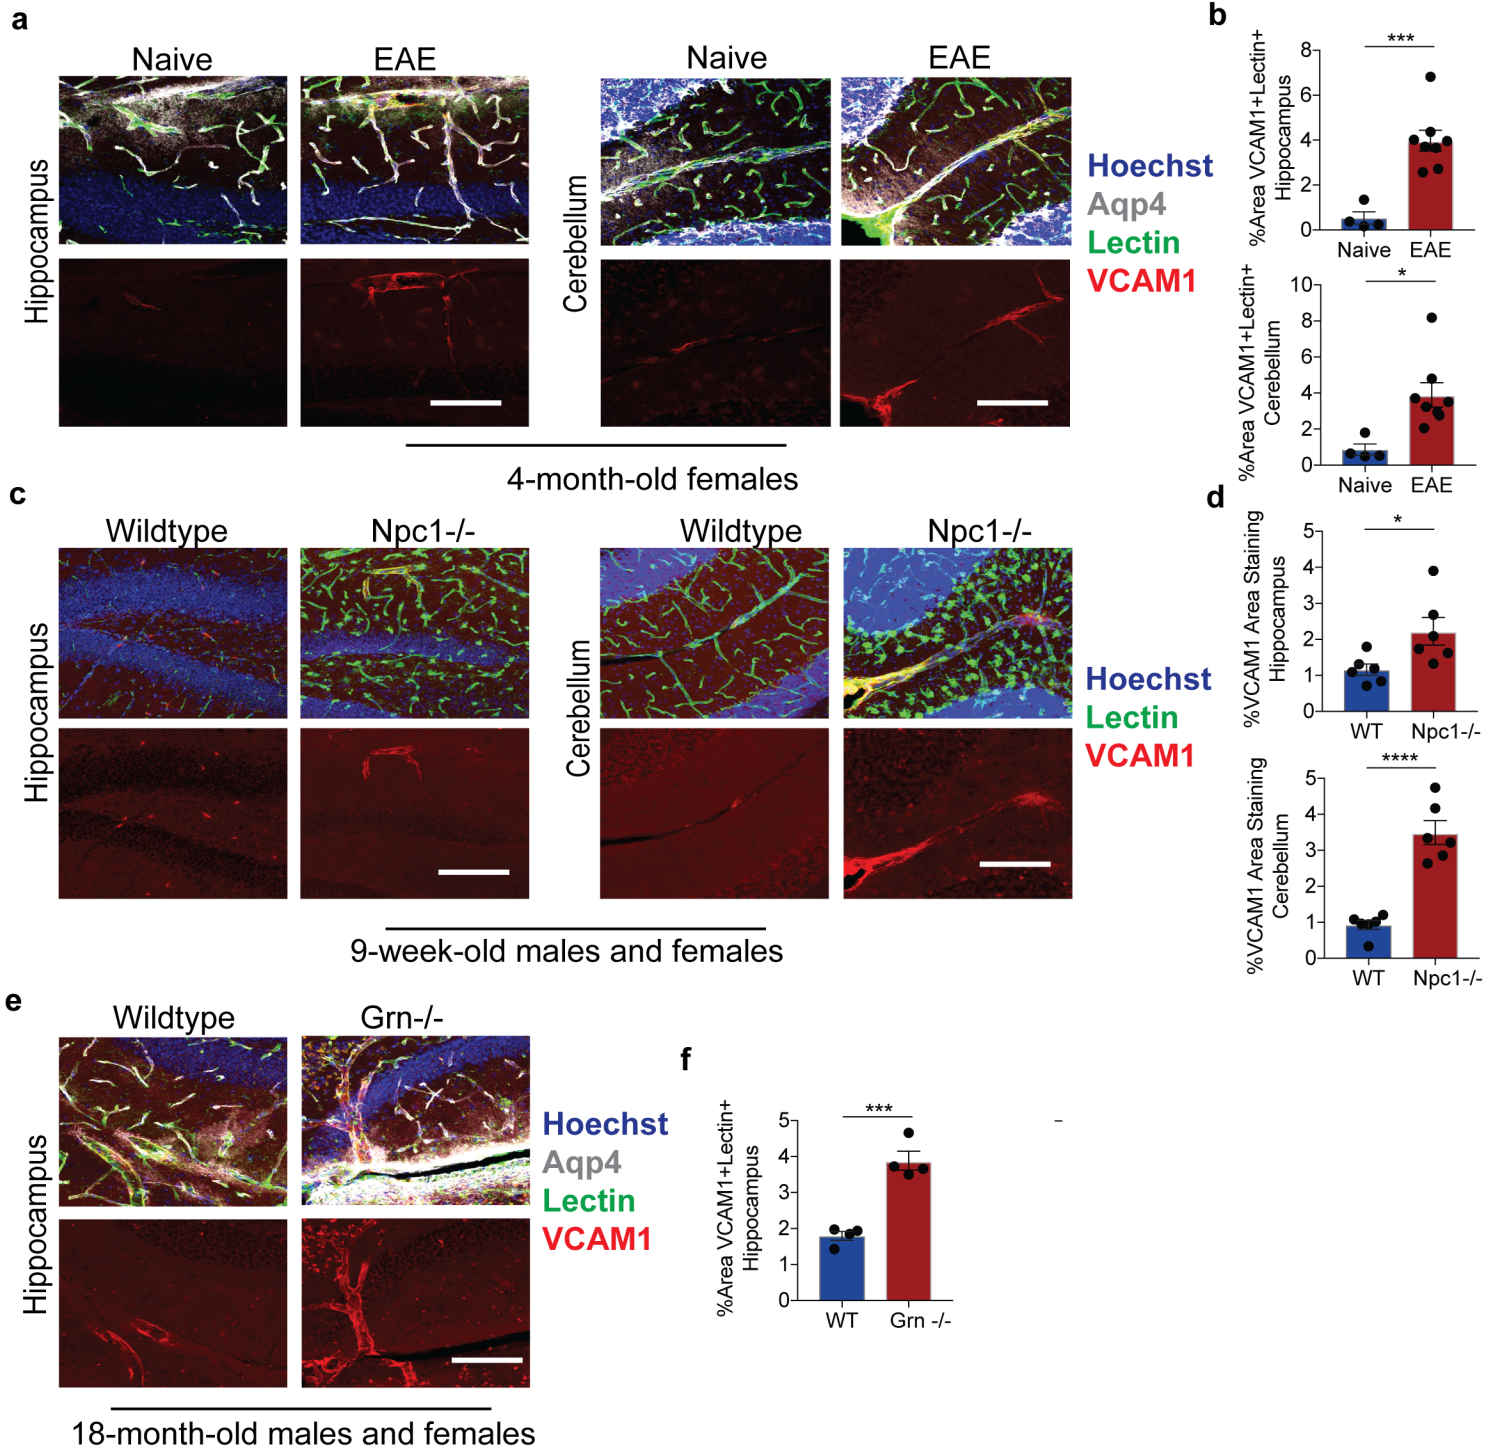 a
Naive
EAE
Naive
EAE
Hippocampus
Cerebellum
Hoechst
Aqp4
Lectin
VCAM1
4-month-old females
b
%Area VCAM1+Lectin+
Hippocampus
8
6
4
2
0
***
Naive
EAE
%Area VCAM1+Lectin+
Cerebellum
10
8
6
4
2
0
*
Naive
EAE
c
Wildtype
Npc1-/-
Wildtype
Npc1-/-
Hippocampus
Cerebellum
Hoechst
Lectin
VCAM1
9-week-old males and females
d
%VCAM1 Area Staining
Hippocampus
5
4
3
2
1
0
*
WT
Npc1-/-
%VCAM1 Area Staining
Cerebellum
5
4
3
2
1
0
****
WT
Npc1-/-
e
Wildtype
Grn-/-
Hippocampus
Hoechst
Aqp4
Lectin
VCAM1
18-month-old males and females
f
%Area VCAM1+Lectin+
Hippocampus
5
4
3
2
1
0
***
WT
Grn -/-